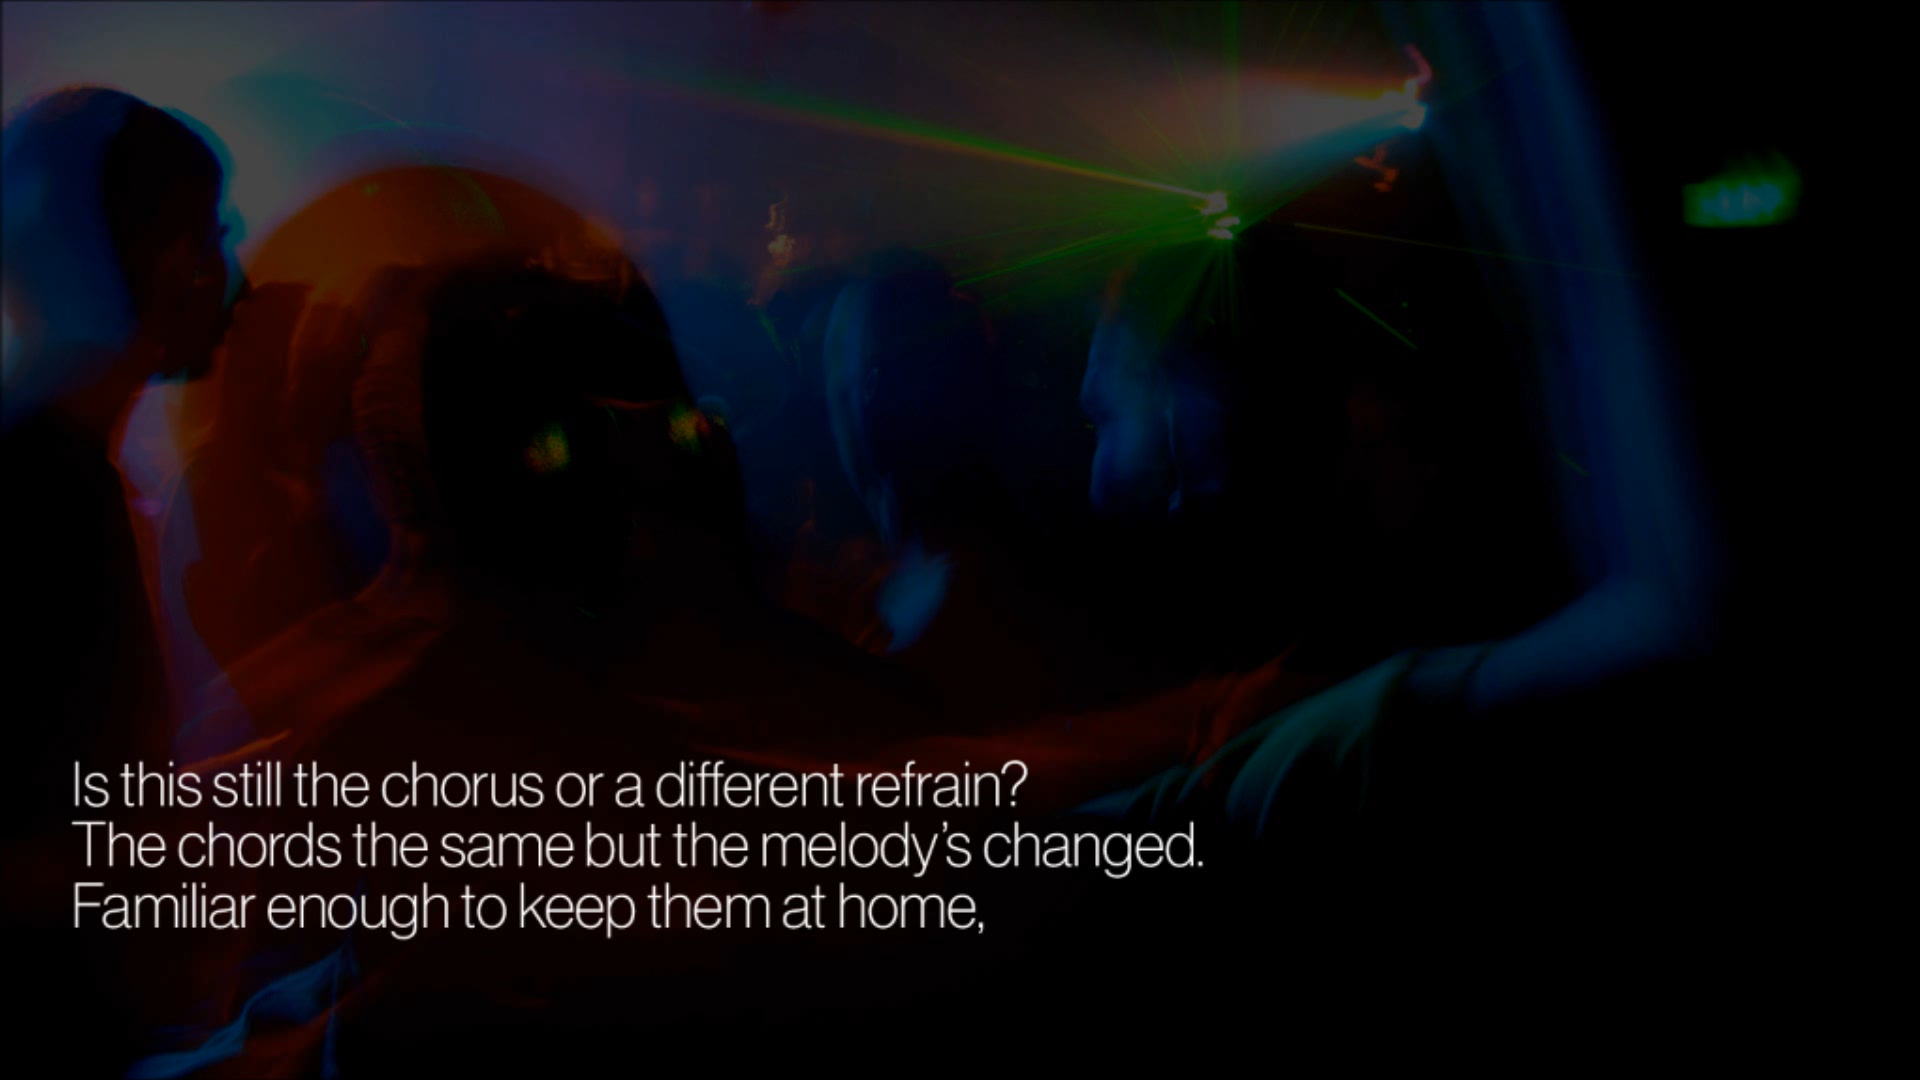 Is this still the chorus or a different refrain?
The chords the same but the melody’s changed.
Familiar enough to keep them at home,